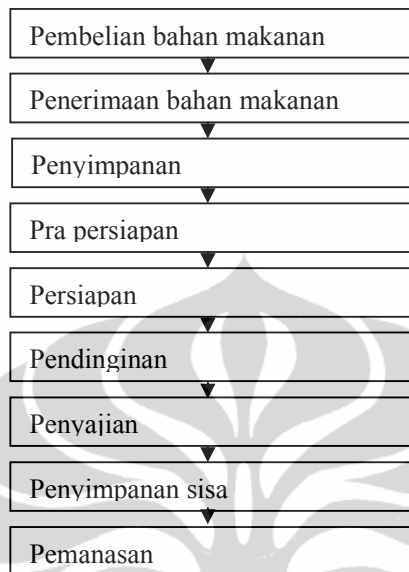 Pembelian bahan makanan
Penerimaan bahan makanan
Penyimpanan
Pra persiapan
Persiapan
Pendinginan
Penyajian
Penyimpanan sisa
Pemanasan